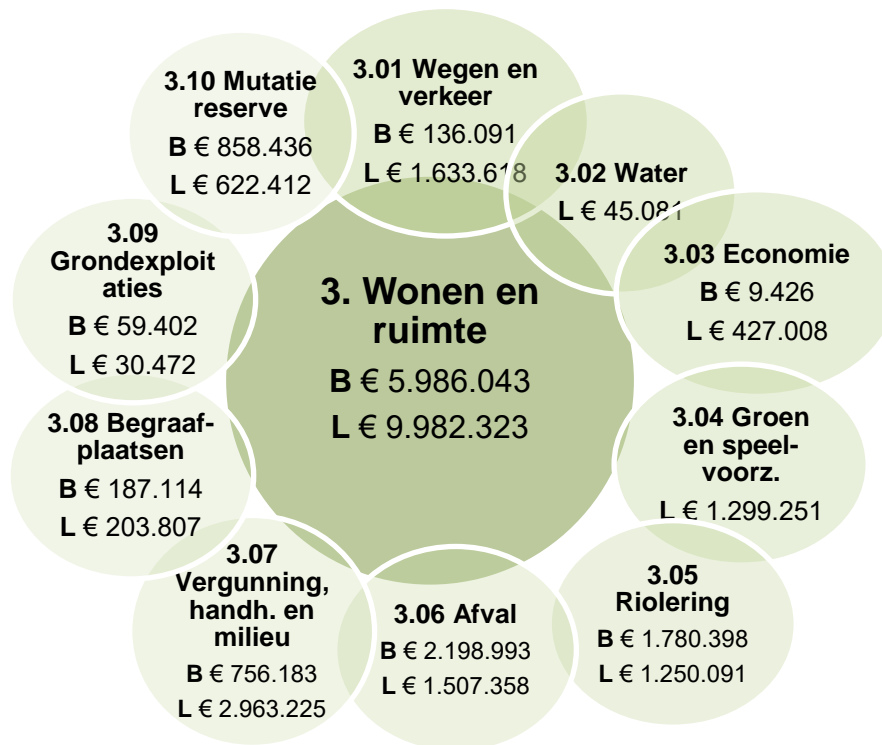 3. Wonen en
ruimte
B € 5.986.043
L € 9.982.323
3.01 Wegen en
verkeer
B € 136.091
L € 1.633.618
3.02 Water
L € 45.081
3.03 Economie
B € 9.426
L € 427.008
3.04 Groen
en speel-
voorz.
L € 1.299.251
3.05
Riolering
B € 1.780.398
L € 1.250.091
3.06 Afval
B € 2.198.993
L € 1.507.358
3.07
Vergunning,
handh. en
milieu
B € 756.183
L € 2.963.225
3.08 Begraaf-
plaatsen
B € 187.114
L € 203.807
3.09
Grondexploit
aties
B € 59.402
L € 30.472
3.10 Mutatie
reserve
B € 858.436
L € 622.412